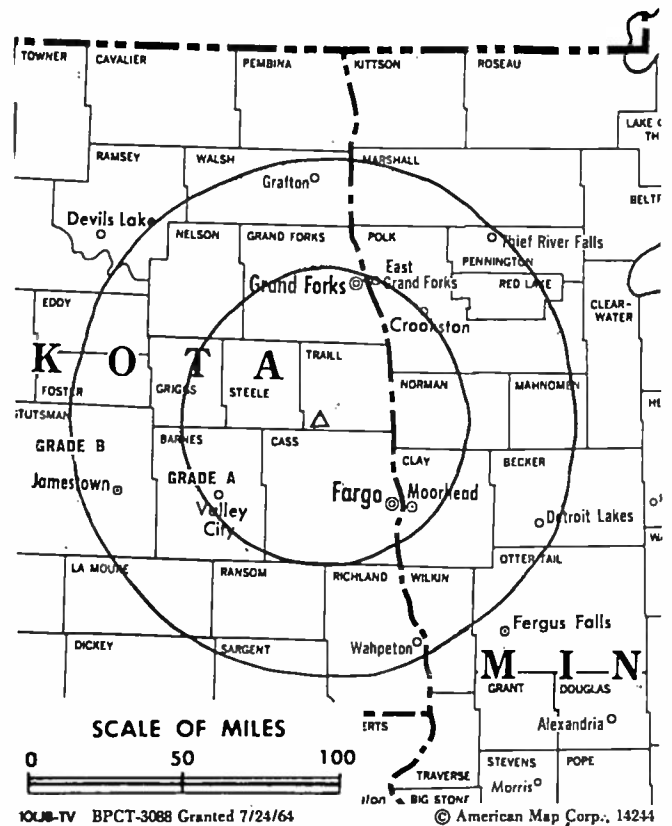 TOWNER CAVALIER PEMBINA KITTSON ROSEAU
LAKE
RAMSEY WALSH MARSHALL
Grafton
BELTR
Devils Lake
NELSON GRAND FORKS POLK
Thief River Falls
PENNINGTON
East
Grand Forks
Grand Forks
RED LAKE
EDDY
CLEAR-
WATER
Crookston
K O T A
TRAILL
FOSTER GRIGGS STEELE NORMAN MAHNOMEN
STUTSMAN
BARNES CASS
GRADE B
CLAY BECKER
Jamestown
GRADE A
Valley
City
Fargo
Moorhead
Detroit Lakes
OTTER TAIL
LA MOURE RANSOM RICHLAND WILKIN
Fergus Falls
DICKEY SARGENT
Wahpeton
M I N
GRANT DOUGLAS
SCALE OF MILES
ERTS
Alexandria
0 50 100
STEVENS POPE
TRAVERSE
Morris
BIG STONE
BPCT-3088 Granted 7/24/64
© American Map Corp., 14244